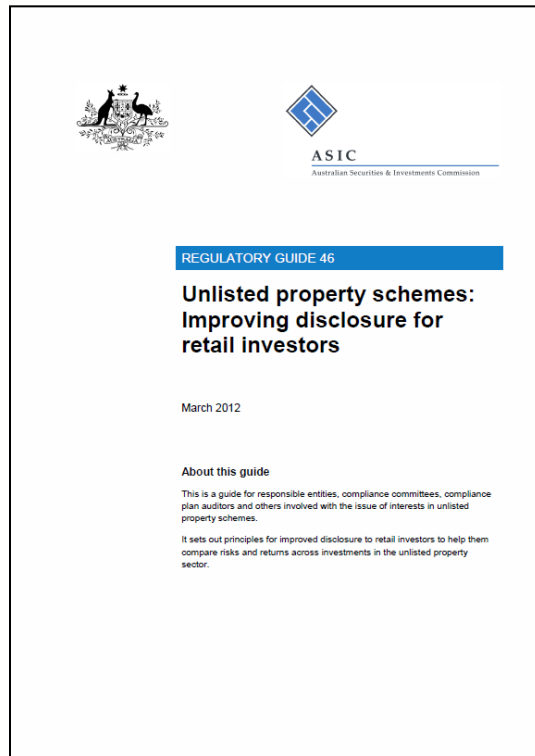 AUSTRALIA
ASIC
Australian Securities & Investments Commission
REGULATORY GUIDE 46
Unlisted property schemes:
Improving disclosure for
retail investors
March 2012
About this guide
This is a guide for responsible entities, compliance committees, compliance
plan auditors and others involved with the issue of interests in unlisted
property schemes.
It sets out principles for improved disclosure to retail investors to help them
compare risks and returns across investments in the unlisted property
sector.